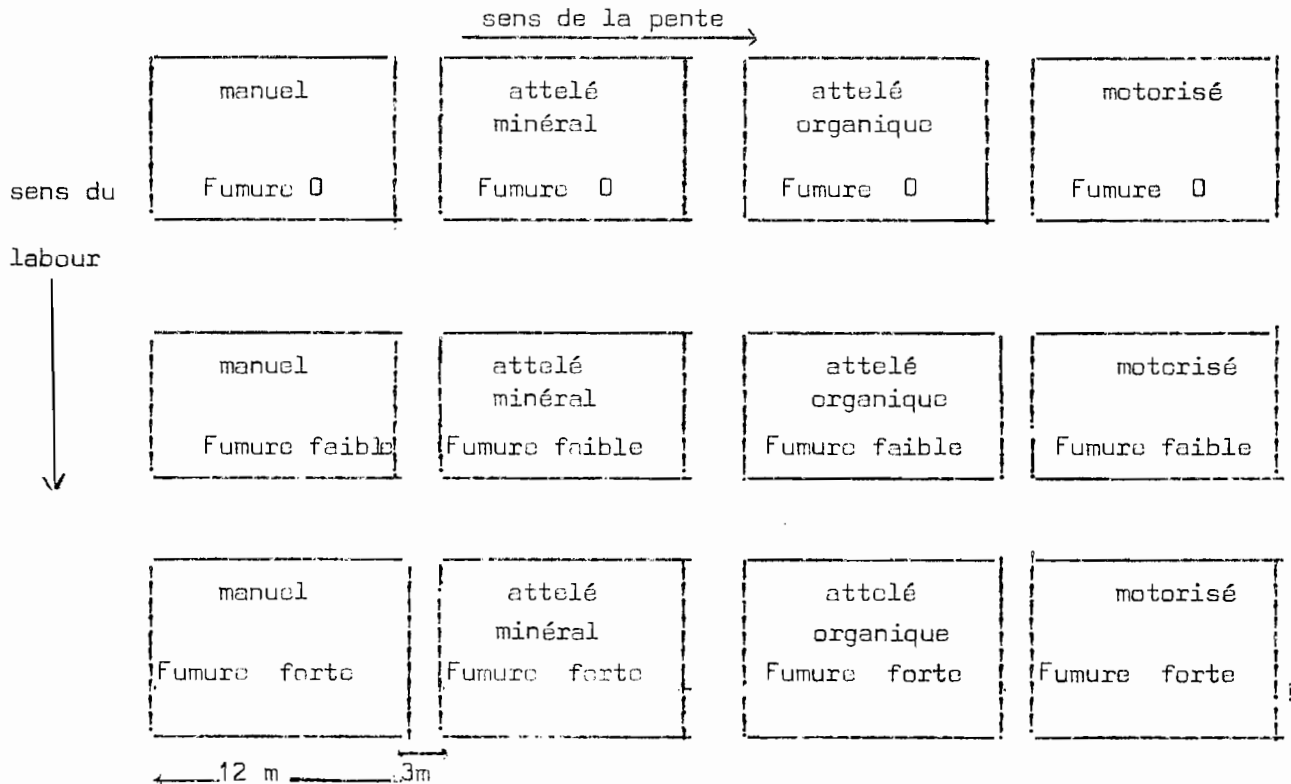 sens de la pente
manuel attelé attelé motorisé
minéral organique
Fumure 0 Fumure 0 Fumure 0 Fumure 0
sens du
labour
manuel attelé attelé motorisé
minéral organique
Fumure faible Fumure faible Fumure faible Fumure faible
manuel attelé attelé motorisé
minéral organique
Fumure forte Fumure forte Fumure forte Fumure forte
12 m 3m